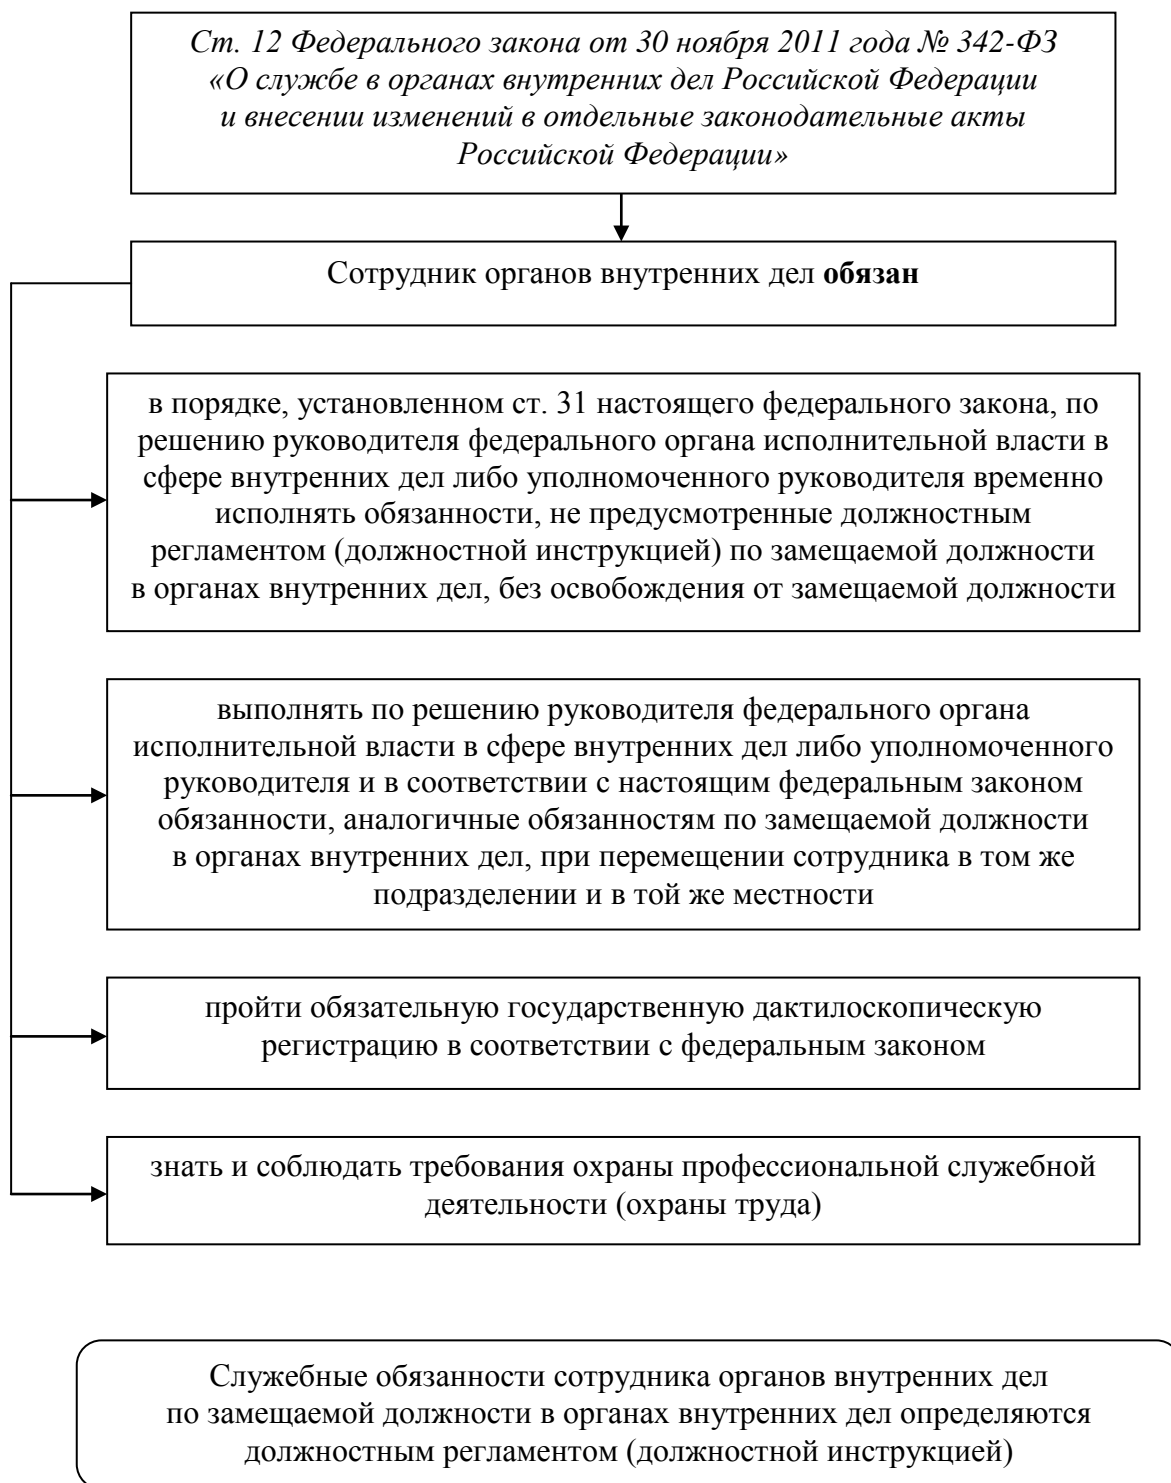 Ст. 12 Федерального закона от 30 ноября 2011 года № 342-ФЗ
«О службе в органах внутренних дел Российской Федерации
и внесении изменений в отдельные законодательные акты
Российской Федерации»
Сотрудник органов внутренних дел обязан
в порядке, установленном ст. 31 настоящего федерального закона, по
решению руководителя федерального органа исполнительной власти в
сфере внутренних дел либо уполномоченного руководителя временно
исполнять обязанности, не предусмотренные должностным
регламентом (должностной инструкцией) по замещаемой должности
в органах внутренних дел, без освобождения от замещаемой должности
выполнять по решению руководителя федерального органа
исполнительной власти в сфере внутренних дел либо уполномоченного
руководителя и в соответствии с настоящим федеральным законом
обязанности, аналогичные обязанностям по замещаемой должности
в органах внутренних дел, при перемещении сотрудника в том же
подразделении и в той же местности
пройти обязательную государственную дактилоскопическую
регистрацию в соответствии с федеральным законом
знать и соблюдать требования охраны профессиональной служебной
деятельности (охраны труда)
Служебные обязанности сотрудника органов внутренних дел
по замещаемой должности в органах внутренних дел определяются
должностным регламентом (должностной инструкцией)